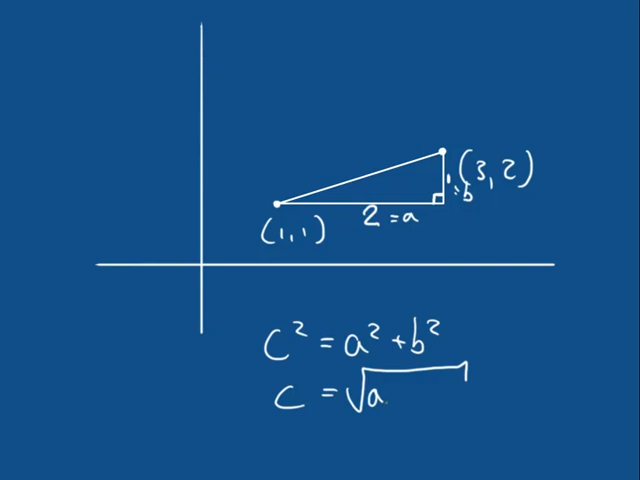 (3, 2)
1=b
(1,1)
2=a
c² = a² + b²
c = √a